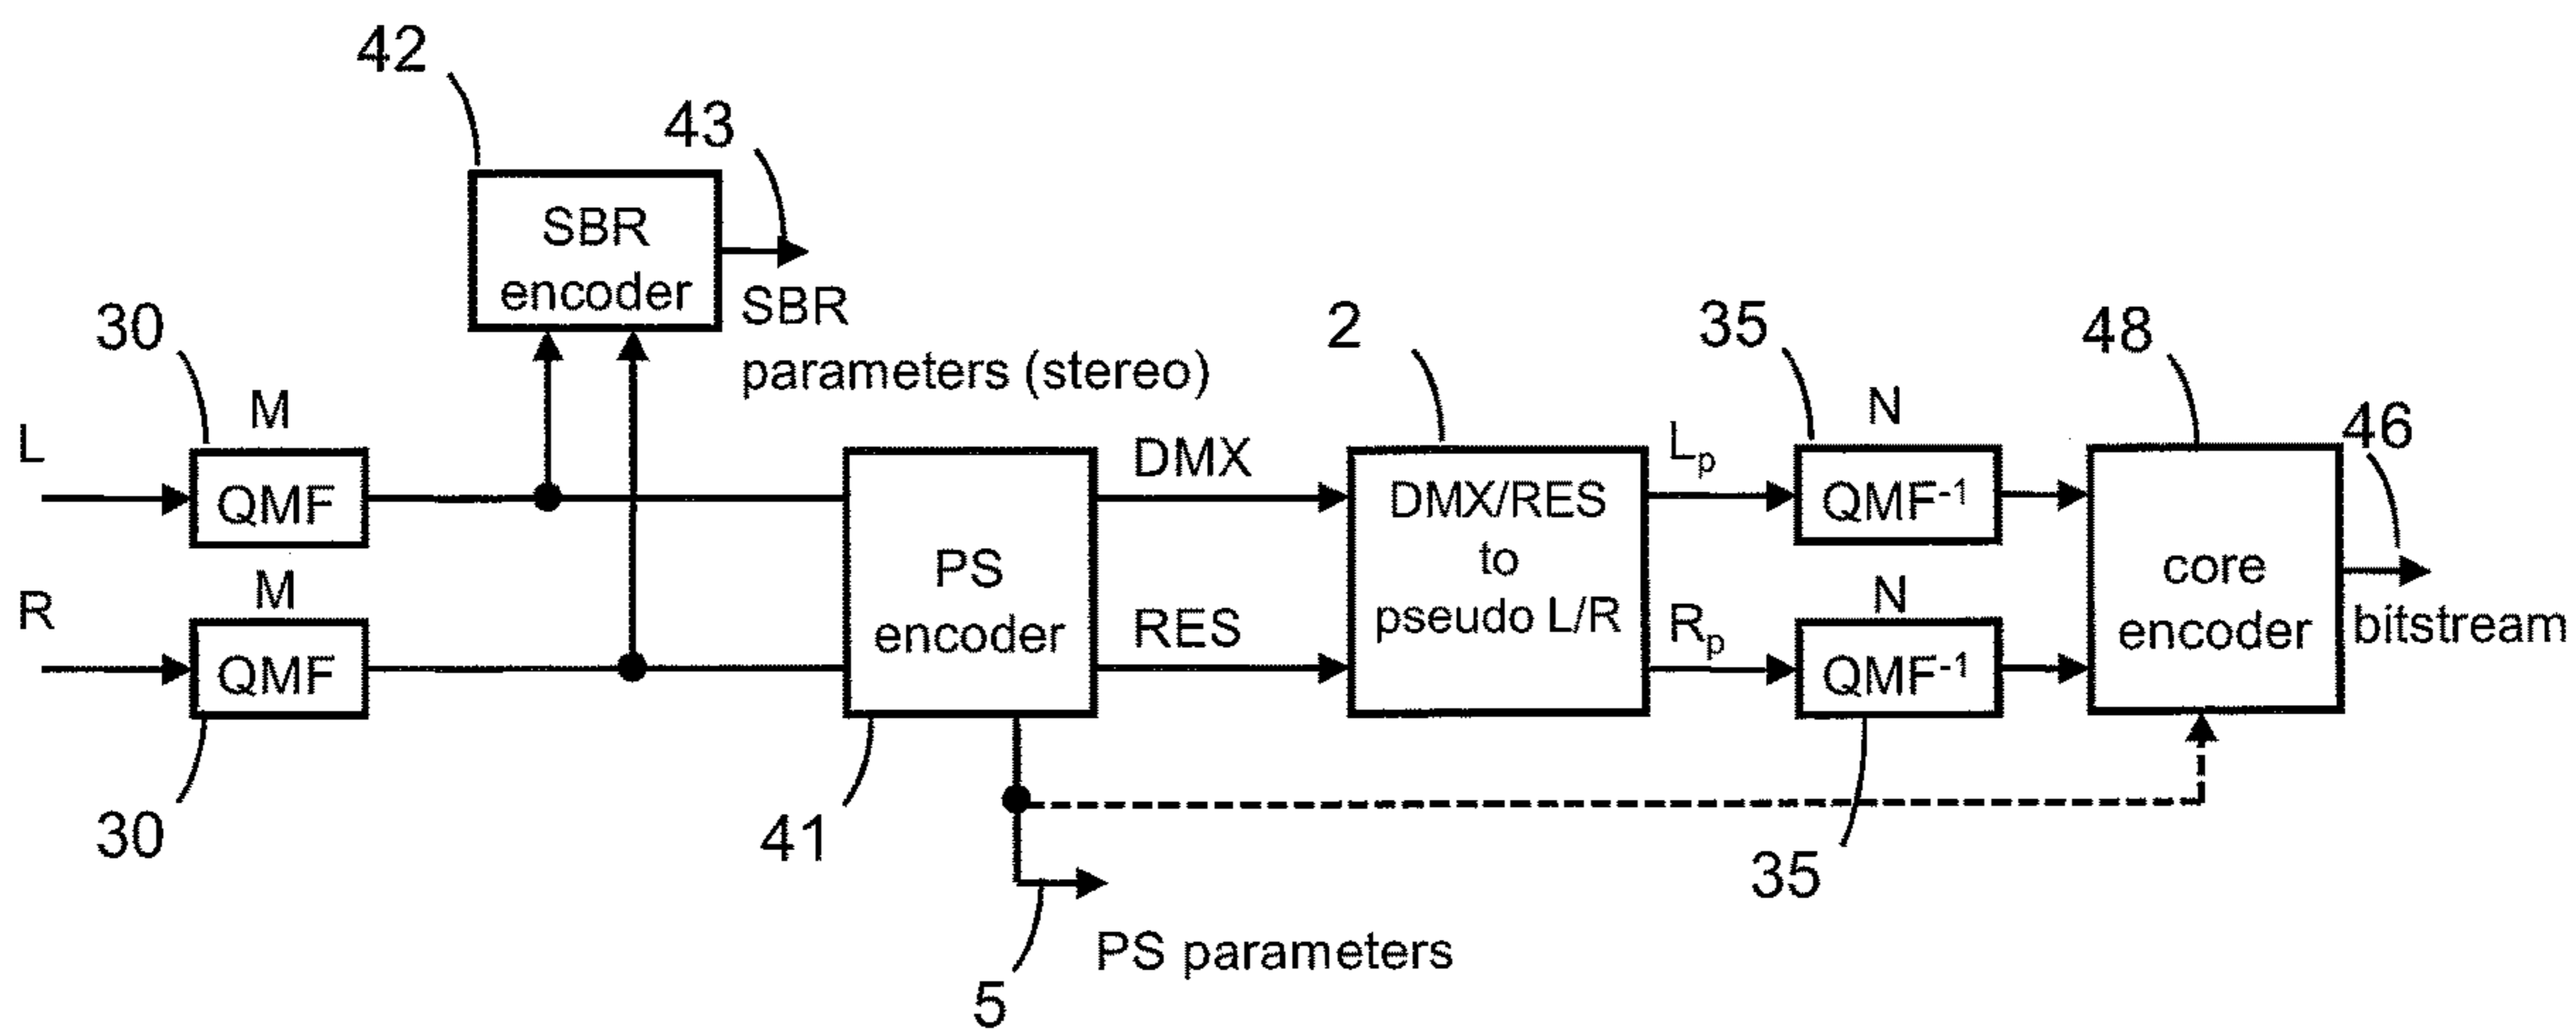 42
43
SBR
encoder
SBR
parameters (stereo)
30
M
L
QMF
R
M
QMF
30
PS
encoder
41
DMX
RES
5
PS parameters
2
DMX/RES
to
pseudo L/R
Lp
Rp
35
N
QMF-1
N
QMF-1
35
48
core
encoder
46
bitstream